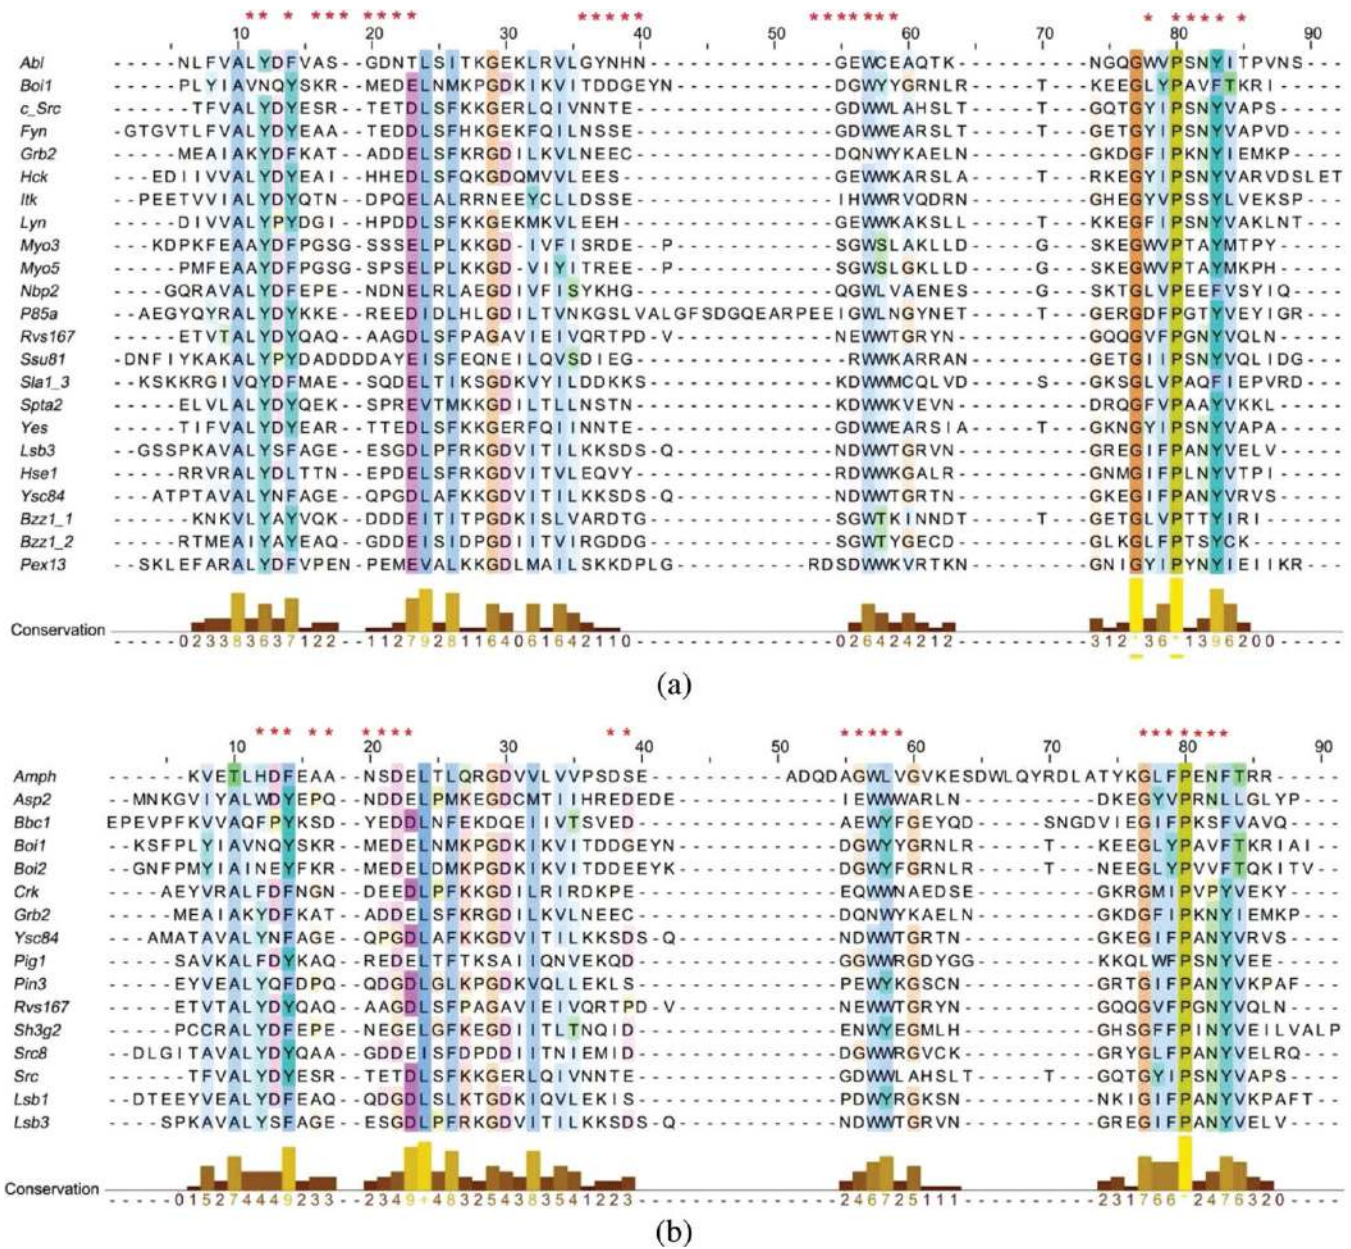 10 20 30 40 50 60 70 80 90
Abl -----NLFVALYDFVAS--GDNTLSITKGEKLRVLGYNHN--------------GEWCEAQTK----------NGQGWVPSNYITPVNS---
Boi1 -----PLYIAVNQYSKR--MEDELNMKPGDKIKVITDDGEYN------------DGWYYGRNLR-----T---KEEGLYPAVFTKRI-----
c_Src ------TFVALYDYESR--TETDLSFKKGERLQIVNNTE---------------GDWWLAHSLT-----T---GQTGYIPSNYVAPS-----
Fyn -GTGVTLFVALYDYEAA--TEDDLSFHKGEKFQILNSSE---------------GDWWEARSLT-----T---GETGYIPSNYVAPVD----
Grb2 -----MEAIAKYDFKAT--ADDELSFKRGDILKVLNEEC---------------DQNWYKAELN---------GKDGFIPKNYIEMKP----
Hck ---EDIIVVALYDYEAI--HHEDLSFQKGDQMVVLEES----------------GEWWKARSLA-----T---RKEGYIPSNYVARVDSLET
Itk --PEETVVIALYDYQTN--DPQELALRRNEEYCLLDSSE---------------IHWWRVQDRN---------GHEGYVPSSYLVEKSP---
Lyn -----DIVVALYPYDGI--HPDDLSFKKGEKMKVLEEH----------------GEWWKAKSLL-----T---KKEGFIPSNYVAKLNT---
Myo3 ---KDPKFEAAYDFPGSG-SSSELPLKKGD-IVFISRDE--P------------SGWSLAKLLD-----G---SKEGWVPTAYMTPY-----
Myo5 -----PMFEAAYDFPGSG-SPSELPLKKGD-VIYITREE--P------------SGWSLGKLLD-----G---SKEGWVPTAYMKPH-----
Nbp2 ----GQRAVALYDFEPE--NDNELRLAEGDIVFISYKHG---------------QGWLVAENES-----G---SKTGLVPEEFVSYIQ----
P85a --AEGYQYRALYDYKKE--REEDIDLHLGDILTVNKGSLVALGFSDGQEARPEEIGWLNGYNET-----T---GERGDFPGTYVEYIGR---
Rvs167 -----ETVTALYDYQAQ--AAGDLSFPAGAVIEIVQRTPD-V------------NEWWTGRYN----------GQQGVFPGNYVQLN-----
Ssu81 -DNFIYKAKALYPYDADDDDAYEISFEQNEILQVSDIEG----------------RWWKARRAN---------GETGIIPSNYVQLIDG---
Sla1_3 --KSKKRGIVQYDFMAE--SQDELTIKSGDKVYILDDKKS--------------KDWWMCQLVD-----S---GKSGLVPAQFIEPVRD---
Spta2 -----ELVLALYDYQEK--SPREVTMKKGDILTLLNSTN---------------KDWWKVEVN----------DRQGFVPAAYVKKL-----
Yes -----TIFVALYDYEAR--TTEDLSFKKGERFQIINNTE---------------GDWWEARSIA-----T---GKNGYIPSNYVAPA-----
Lsb3 --GSSPKAVALYSFAGE--ESGDLPFRKGDVITILKKSDS-Q------------NDWWTGRVN----------GREGIFPANYVELV-----
Hse1 -----RRVRALYDLTTN--EPDELSFRKGDVITVLEQVY---------------RDWWKGALR----------GNMGIFPLNYVTPI-----
Ysc84 ---ATPTAVALYNFAGE--QPGDLAFKKGDVITILKKSDS-Q------------NDWWTGRTN----------GKEGIFPANYVRVS-----
Bzz1_1 ------KNKVLYAYVQK--DDDEITITPGDKISLVARDTG--------------SGWTKINNDT-----T---GETGLVPTTYIRI------
Bzz1_2 -----RTMEAIYAYEAQ--GDDEISIDPGDIITVIRGDDG--------------SGWTYGECD----------GLKGLFPTSYCK-------
Pex13 --SKLEFARALYDFVPEN-PEMEVALKKGDLMAILSKKDPLG----------RDSDWWKVRTKN---------GNIGYIPYNYIEIIKR---
Conservation ------023383637122--11279281164061642110----------------026424212----------312*36*1396200------
(a)
10 20 30 40 50 60 70 80 90
Amph ------KVETLHDFEAA--NSDELTLQRGDVVLVVPSDSE-----------ADQDAGWLVGVKESDWLQYRDLATYKGLFPENFTRR-----
Asp2 --MNKGVIYALWDYEPQ--NDDELPMKEGDCMTIIHREDEDE------------IEWWWARLN-----------DKEGYVPRNLLGLYP---
Bbc1 EPEVPFKVVAQFPYKSD--YEDDLNFEKDQEIIVTSVED---------------AEWYFGEYQD-----SNGDVIEGIFPKSFVAVQ-----
Boi1 --KSFPLYIAVNQYSKR--MEDELDMKPGDKIKVITDDGEYN------------DGWYYGRNLR-----T---KEEGLYPAVFTKRIAI---
Boi2 --GNFPMYIAINEYFKR--MEDELDMKPGDKIKVITDDEEYK------------DGWYFGRNLR-----T---NEEGLYPVVFTQKITV---
Crk ----AEYVRALFDFNGN--DEEDLPFKKGDILRIRDKPE---------------EQWWNAEDSE---------GKRGMIPVPYVEKY-----
Grb2 -----MEAIAKYDFKAT--ADDELSFKRGDILKVLNEEC---------------DQNWYKAELN---------GKDGFIPKNYIEMKP----
Ysc84 ---AMATAVALYNFAGE--QPGDLAFKKGDVITILKKSDS-Q------------NDWWTGRTN----------GKEGIFPANYVRVS-----
Pig1 -----SAVKALFDYKAQ--REDELTFTKSAIIQNVEKQD---------------GGWWRGDYGG---------KKQLWFPSNYVEE------
Pin3 ----EYVEALYQFDPQ--QDGDLGLKPGDKVQLLEKLS---------------PEWYKGSCN----------GRTGIFPANYVKPAF----
Rvs167 -----ETVTALYDYQAQ--AAGDLSFPAGAVIEIVQRTPD-V------------NEWWTGRYN----------GQQGVFPGNYVQLN-----
Sh3g2 -----PCCRALYDFEPE--NEGELGFKEGDIITLTNQID---------------ENWYEGMLH----------GHSGFFPINYVEILVALP
Src8 --DLGITAVALYDYQAA--GDDEISFDPDDIITNIEMID---------------DGWWRGVCK----------GRYGLFPANYVELRQ----
Src ------TFVALYDYESR--TETDLSFKKGERLQIVNNTE---------------GDWWLAHSLT-----T---GQTGYIPSNYVAPS-----
Lsb1 --DTEEYVEALYDFEAQ--QDGDLSLKTGDKIQVLEKIS---------------PDWYRGKSN----------NKIGIFPANYVKPAFT---
Lsb3 ----SPKAVALYSFAGE--ESGDLPFRKGDVITILKKSDS-Q------------NDWWTGRVN----------GREGIFPANYVELV-----
Conservation -----015274449233--2349+483254383541223---------------246725111----------231766*2476320-----
(b)